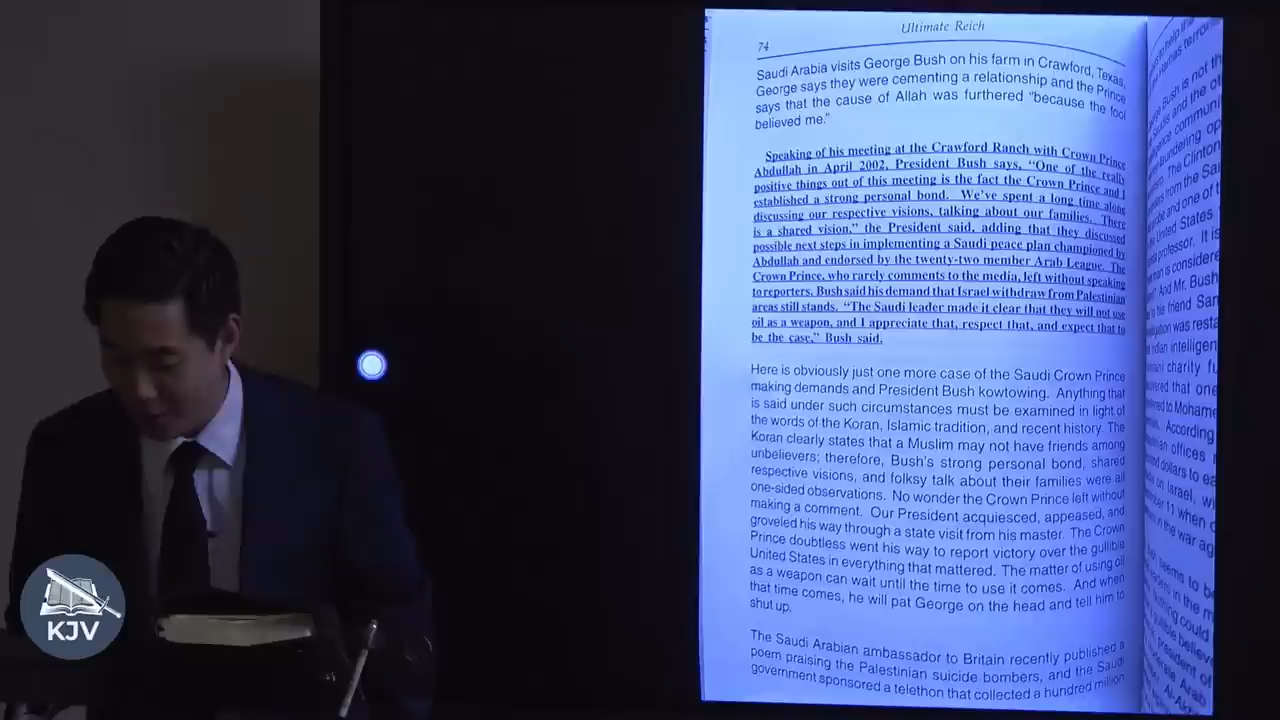 Ultimate Reich
74
Saudi Arabia visits George Bush on his farm in Crawford, Texas,
George says they were cementing a relationship and the Prince
says that the cause of Allah was furthered "because the fool
believed me."
Speaking of his meeting at the Crawford Ranch with Crown Prince
Abdullah in April 2002, President Bush says, "One of the really
positive things out of this meeting is the fact the Crown Prince and I
established a strong personal bond. We've spent a long time alone
discussing our respective visions, talking about our families. There
is a shared vision," the President said, adding that they discussed
possible next steps in implementing a Saudi peace plan championed by
Abdullah and endorsed by the twenty-two member Arab League. The
Crown Prince, who rarely comments to the media, left without speaking
to reporters. Bush said his demand that Israel withdraw from Palestinian
areas still stands. "The Saudi leader made it clear that they will not use
oil as a weapon, and I appreciate that, respect that, and expect that to
be the case," Bush said.
Here is obviously just one more case of the Saudi Crown Prince
making demands and President Bush kowtowing. Anything that
is said under such circumstances must be examined in light of
the words of the Koran, Islamic tradition, and recent history. The
Koran clearly states that a Muslim may not have friends among
unbelievers; therefore, Bush's strong personal bond, shared
respective visions, and folksy talk about their families were all
one-sided observations. No wonder the Crown Prince left without
making a comment. Our President acquiesced, appeased, and
groveled his way through a state visit from his master. The Crown
Prince doubtless went his way to report victory over the gullible
United States in everything that mattered. The matter of using oil
as a weapon can wait until the time to use it comes. And when
that time comes, he will pat George on the head and tell him to
shut up.
The Saudi Arabian ambassador to Britain recently published a
poem praising the Palestinian suicide bombers, and the Saudi
government sponsored a telethon that collected a hundred million
KJV